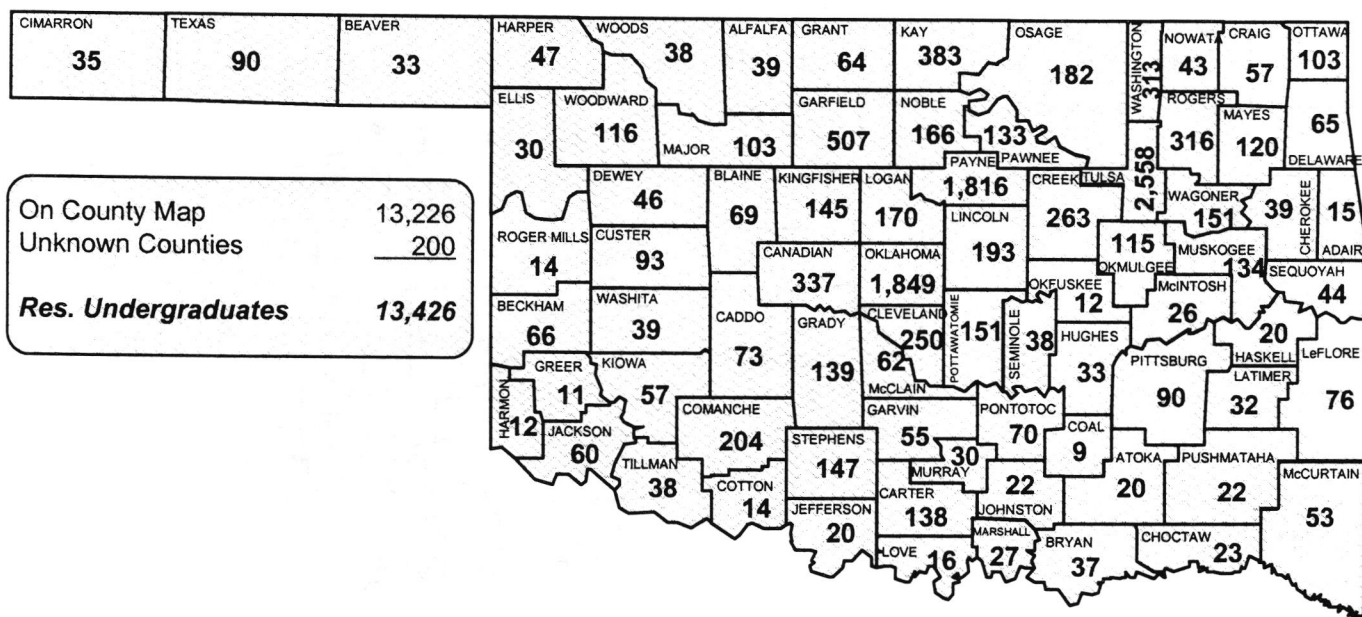 CIMARRON
35
TEXAS
90
BEAVER
33
HARPER
47
WOODS
38
ALFALFA
39
GRANT
64
KAY
383
OSAGE
182
WASHINGTON
313
NOWATA
43
CRAIG
57
OTTAWA
103
ELLIS
30
WOODWARD
116
MAJOR
103
GARFIELD
507
NOBLE
166
133
PAWNEE
ROGERS
316
MAYES
120
65
DELAWARE
On County Map 13,226
Unknown Counties 200
Res. Undergraduates 13,426
DEWEY
46
BLAINE
69
KINGFISHER
145
LOGAN
170
PAYNE
1,816
CREEK
263
TULSA
2,558
WAGONER
151
39
CHEROKEE
15
ADAIR
ROGER MILLS
14
CUSTER
93
CANADIAN
337
OKLAHOMA
1,849
LINCOLN
193
115
OKMULGEE
MUSKOGEE
134
SEQUOYAH
44
BECKHAM
66
WASHITA
39
CADDO
73
GRADY
139
CLEVELAND
250
62
McCLAIN
POTTAWATOMIE
151
SEMINOLE
38
OKFUSKEE
12
HUGHES
33
McINTOSH
26
20
HASKELL
LeFLORE
76
HARMON
12
GREER
11
KIOWA
57
JACKSON
60
COMANCHE
204
STEPHENS
147
GARVIN
55
PONTOTOC
70
COAL
9
PITTSBURG
90
LATIMER
32
TILLMAN
38
COTTON
14
JEFFERSON
20
30
MURRAY
CARTER
138
22
JOHNSTON
ATOKA
20
PUSHMATAHA
22
McCURTAIN
53
LOVE
16
MARSHALL
27
BRYAN
37
CHOCTAW
23